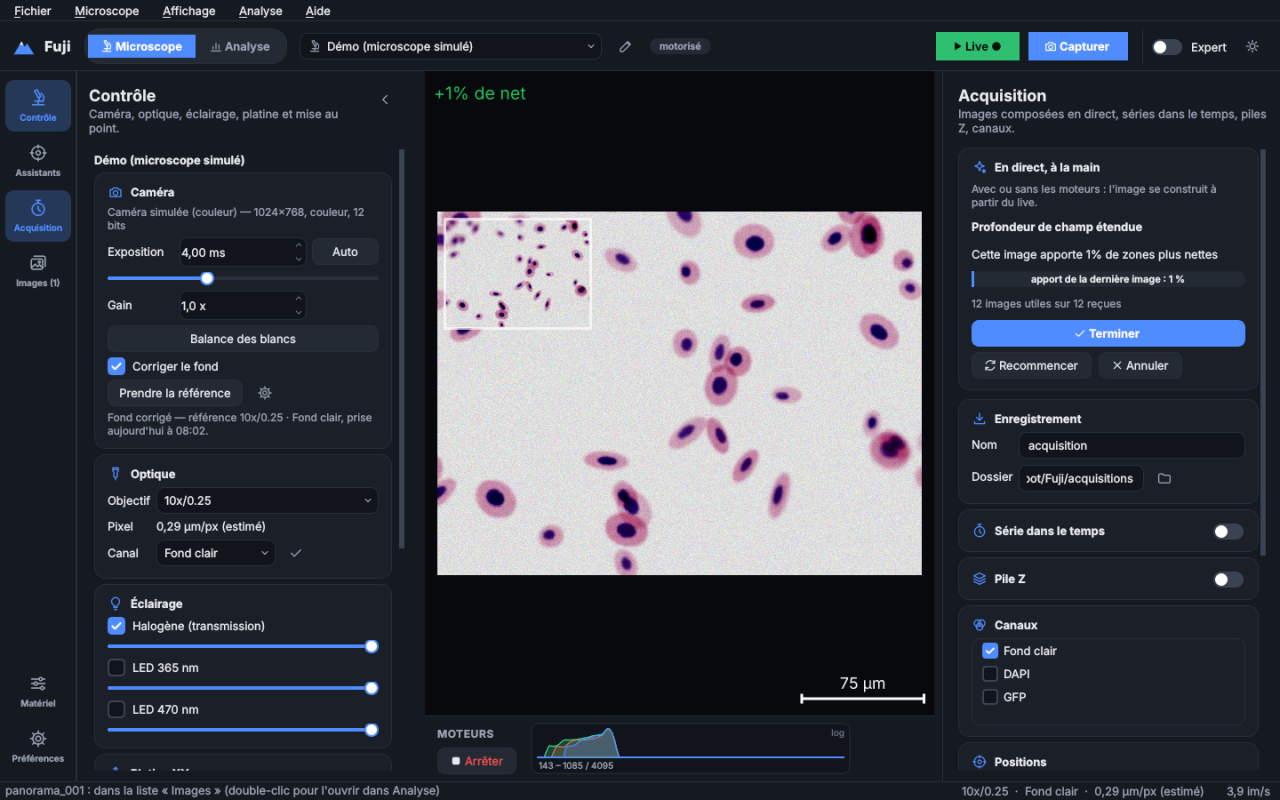 Fichier Microscope Affichage Analyse Aide
Fuji Microscope Analyse Démo (microscope simulé) motorisé Live Capturer Expert
Contrôle
Assistants
Acquisition
Images (1)
Matériel
Préférences
Contrôle
Caméra, optique, éclairage, platine et mise au
point.
Démo (microscope simulé)
Caméra
Caméra simulée (couleur) — 1024×768, couleur, 12
bits
Exposition 4,00 ms Auto
Gain 1,0 x
Balance des blancs
Corriger le fond
Prendre la référence
Fond corrigé — référence 10x/0.25 · Fond clair, prise
aujourd'hui à 08:02.
Optique
Objectif 10x/0.25
Pixel 0,29 µm/px (estimé)
Canal Fond clair
Éclairage
Halogène (transmission)
LED 365 nm
LED 470 nm
+1% de net
75 µm
MOTEURS
Arrêter
log
143 – 1085 / 4095
Acquisition
Images composées en direct, séries dans le temps, piles
Z, canaux.
En direct, à la main
Avec ou sans les moteurs : l'image se construit à
partir du live.
Profondeur de champ étendue
Cette image apporte 1% de zones plus nettes
apport de la dernière image : 1 %
12 images utiles sur 12 reçues
Terminer
Recommencer Annuler
Enregistrement
Nom acquisition
Dossier ot/Fuji/acquisitions
Série dans le temps
Pile Z
Canaux
Fond clair
DAPI
GFP
Positions
panorama_001 : dans la liste « Images » (double-clic pour l'ouvrir dans Analyse)
10x/0.25 · Fond clair · 0,29 µm/px (estimé) 3,9 im/s